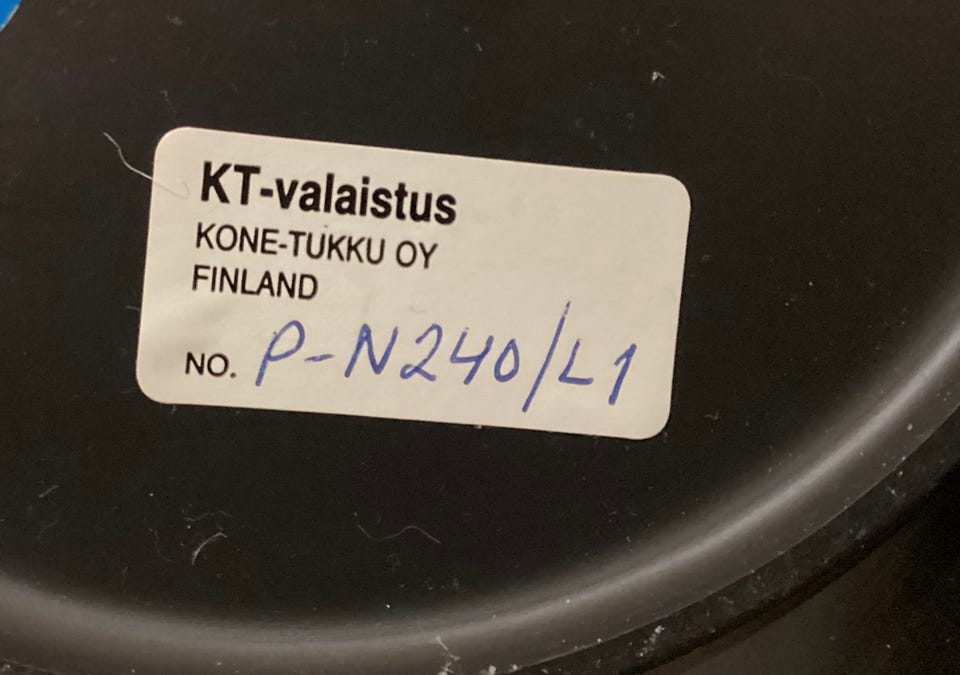 KT-valaistus
KONE-TUKKU OY
FINLAND
NO. P-N240/L1